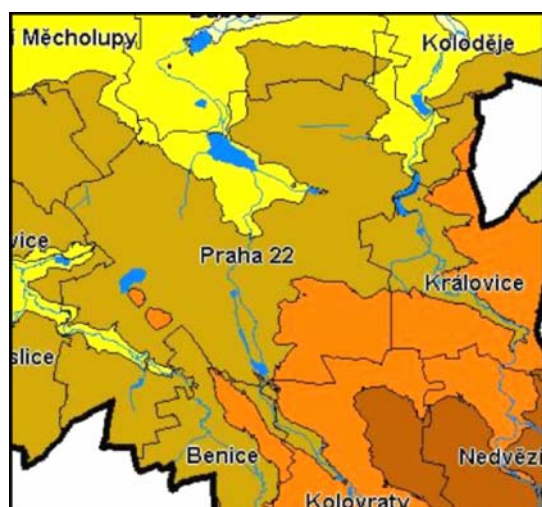 í Měcholupy
Koloděje
vice
Praha 22
Královice
slice
Benice
Nedvězí
Kolovraty